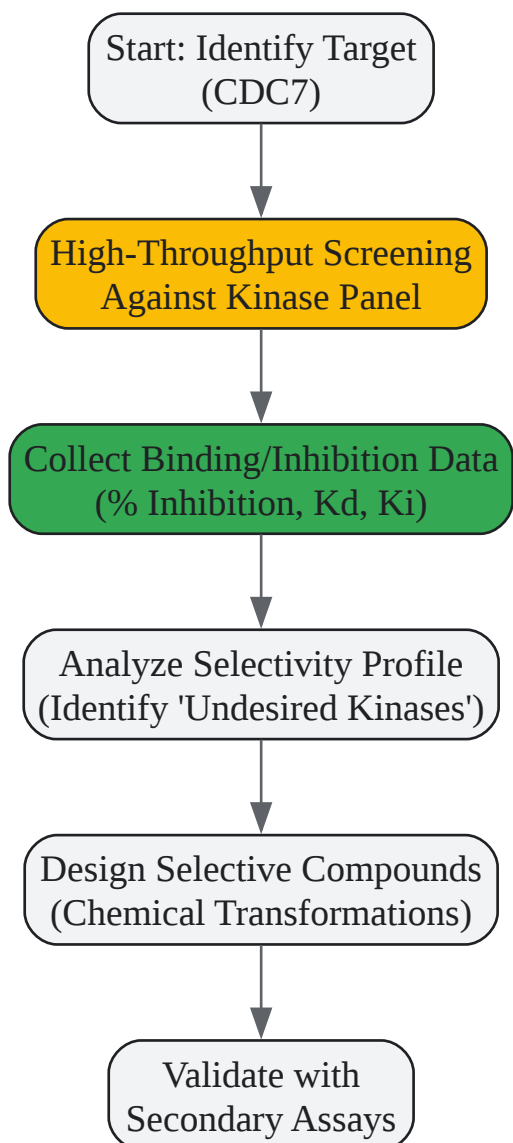 Start: Identify Target
(CDC7)
High-Throughput Screening
Against Kinase Panel
Collect Binding/Inhibition Data
(% Inhibition, Kd, Ki)
Analyze Selectivity Profile
(Identify 'Undesired Kinases')
Design Selective Compounds
(Chemical Transformations)
Validate with
Secondary Assays